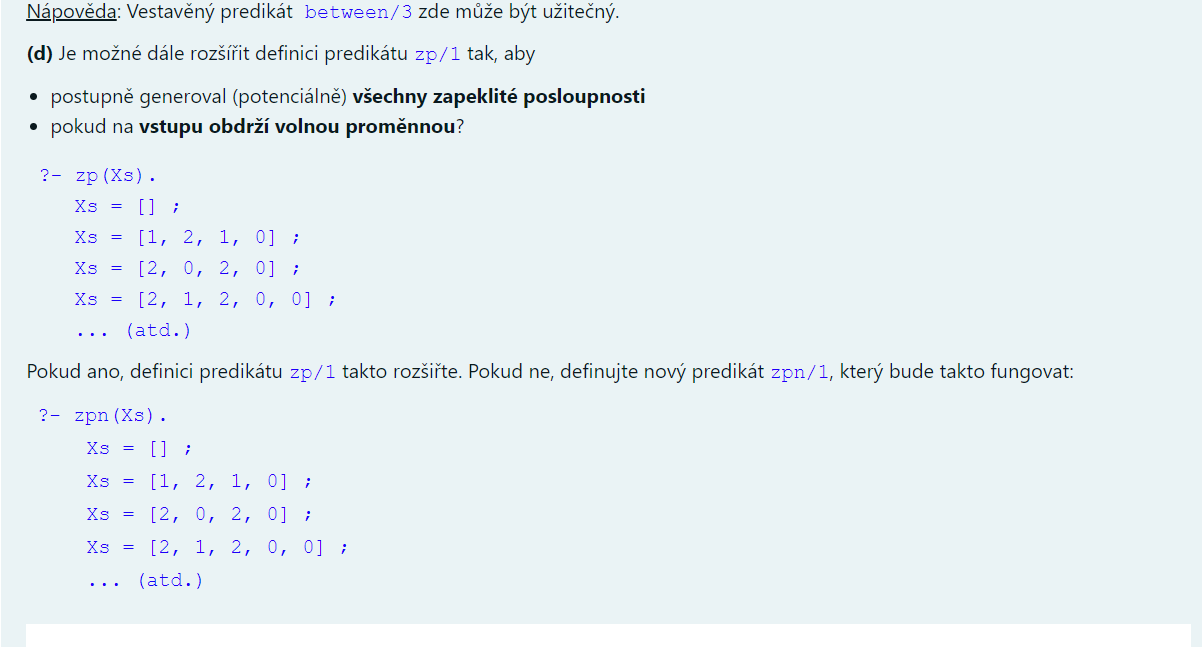 Nápověda: Vestavěný predikát between/3 zde může být užitečný.
(d) Je možné dále rozšířit definici predikátu zp/1 tak, aby
• postupně generoval (potenciálně) všechny zapeklité posloupnosti
• pokud na vstupu obdrží volnou proměnnou?
?- zp(Xs).
Xs = [] ;
Xs = [1, 2, 1, 0] ;
Xs = [2, 0, 2, 0] ;
Xs = [2, 1, 2, 0, 0] ;
... (atd.)
Pokud ano, definici predikátu zp/1 takto rozšiřte. Pokud ne, definujte nový predikát zpn/1, který bude takto fungovat:
?- zpn(Xs).
Xs = [] ;
Xs = [1, 2, 1, 0] ;
Xs = [2, 0, 2, 0] ;
Xs = [2, 1, 2, 0, 0] ;
... (atd.)